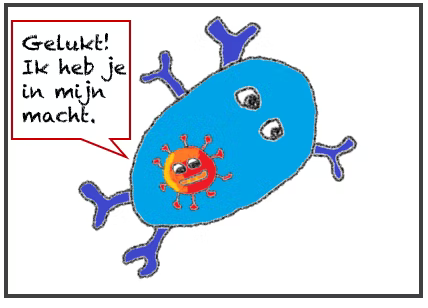 Gelukt!
Ik heb je
in mijn
macht.